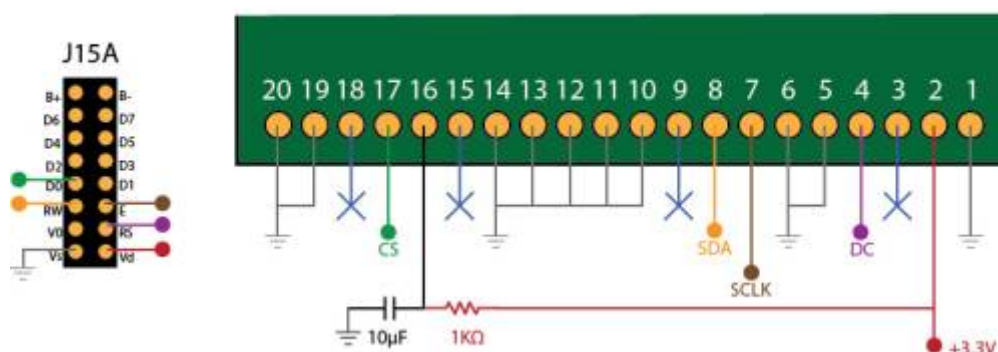 J15A
B+ B-
D6 D7
D4 D5
D2 D3
D0 D1
RW E
V0 RS
Vs Vd
20 19 18 17 16 15 14 13 12 11 10 9 8 7 6 5 4 3 2 1
CS SDA DC
SCLK
10µF 1KΩ
+3.3V